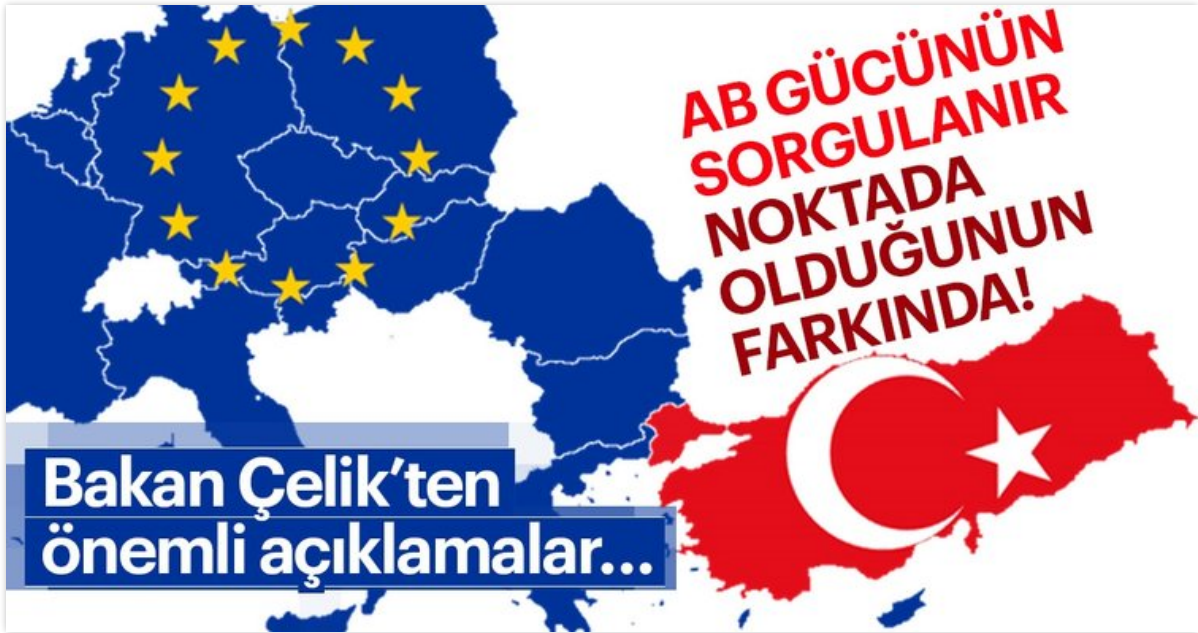 AB GÜCÜNÜN
SORGULANIR
NOKTADA
OLDUĞUNUN
FARKINDA!
Bakan Çelik'ten
önemli açıklamalar...